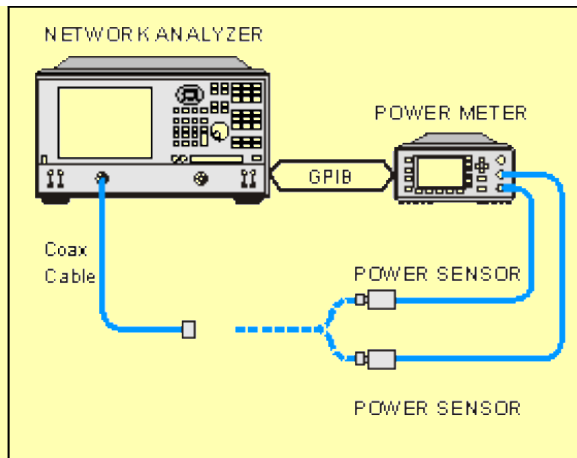 NETWORK ANALYZER
POWER METER
GPIB
Coax
Cable
POWER SENSOR
POWER SENSOR